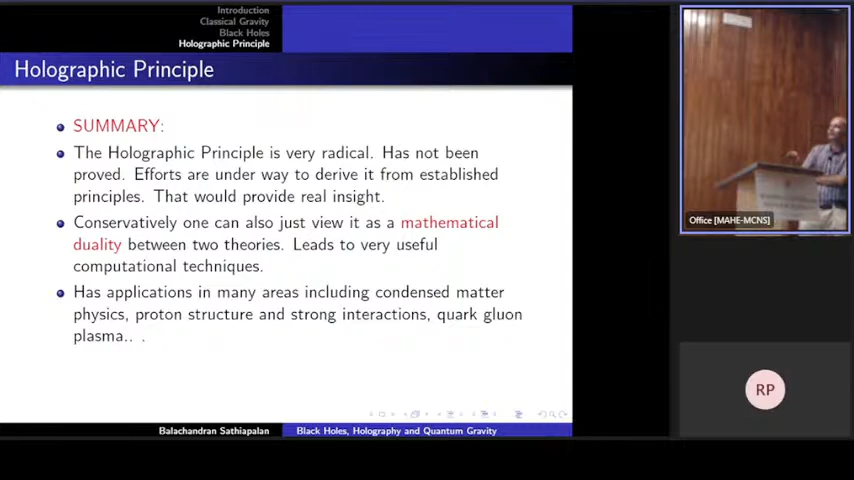 Introduction
Classical Gravity
Black Holes
Holographic Principle
Holographic Principle
SUMMARY:
The Holographic Principle is very radical. Has not been
proved. Efforts are under way to derive it from established
principles. That would provide real insight.
Conservatively one can also just view it as a mathematical
duality between two theories. Leads to very useful
computational techniques.
Has applications in many areas including condensed matter
physics, proton structure and strong interactions, quark gluon
plasma.. .
Balachandran Sathiapalan
Black Holes, Holography and Quantum Gravity
Office [MAHE-MCNS]
RP